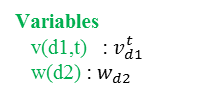 Variables
v(d1,t) : v_{d1}^{t}
w(d2) : w_{d2}